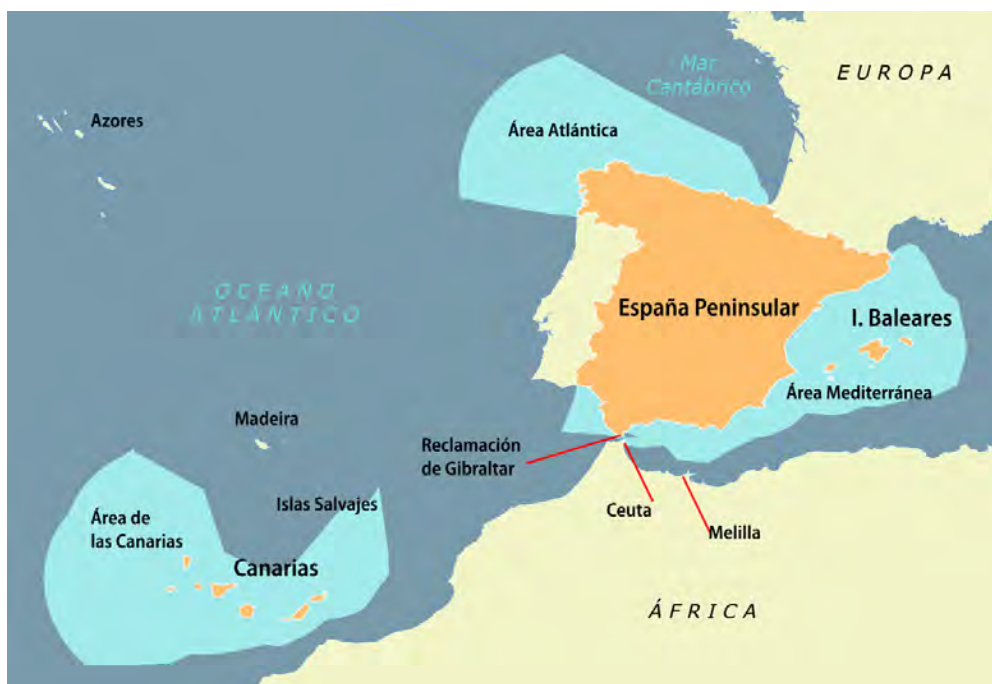 Mar
Cantábrico
EUROPA
Azores
Área Atlántica
OCEANO
ATLÁNTICO
España Peninsular
I. Baleares
Área Mediterránea
Madeira
Reclamación
de Gibraltar
Islas Salvajes
Ceuta
Melilla
Área de
las Canarias
Canarias
ÁFRICA